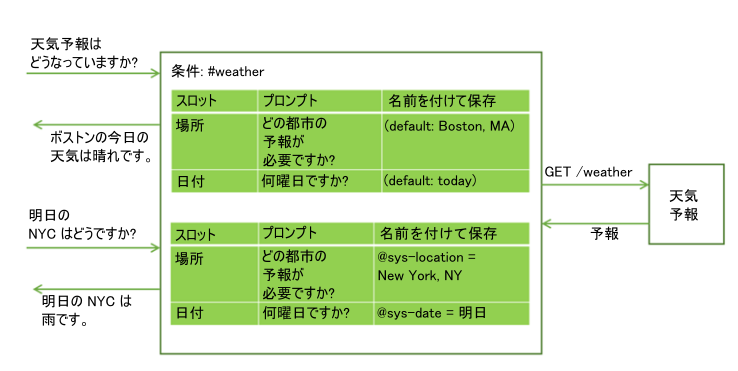 天気予報は
どうなっていますか?
条件: #weather
スロット プロンプト 名前を付けて保存
場所 どの都市の (default: Boston, MA)
予報が
必要ですか?
日付 何曜日ですか? (default: today)
ボストンの今日の
天気は晴れです。
GET /weather
天気
予報
予報
明日の
NYC はどうですか?
スロット プロンプト 名前を付けて保存
場所 どの都市の @sys-location =
予報が New York, NY
必要ですか?
日付 何曜日ですか? @sys-date = 明日
明日の NYC は
雨です。